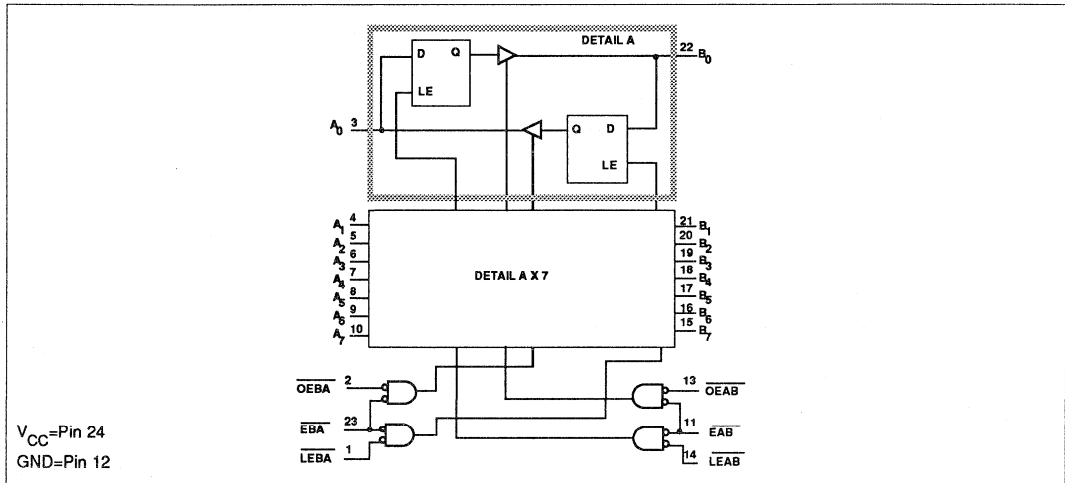 DETAIL A
D Q
LE
22 B0
A0 3
Q D
LE
A1 4
A2 5
A3 6
A4 7
A5 8
A6 9
A7 10
DETAIL A X 7
21 B1
20 B2
19 B3
18 B4
17 B5
16 B6
15 B7
OEBA 2
EBA 23
LEBA 1
13 OEAB
11 EAB
14 LEAB
VCC=Pin 24
GND=Pin 12